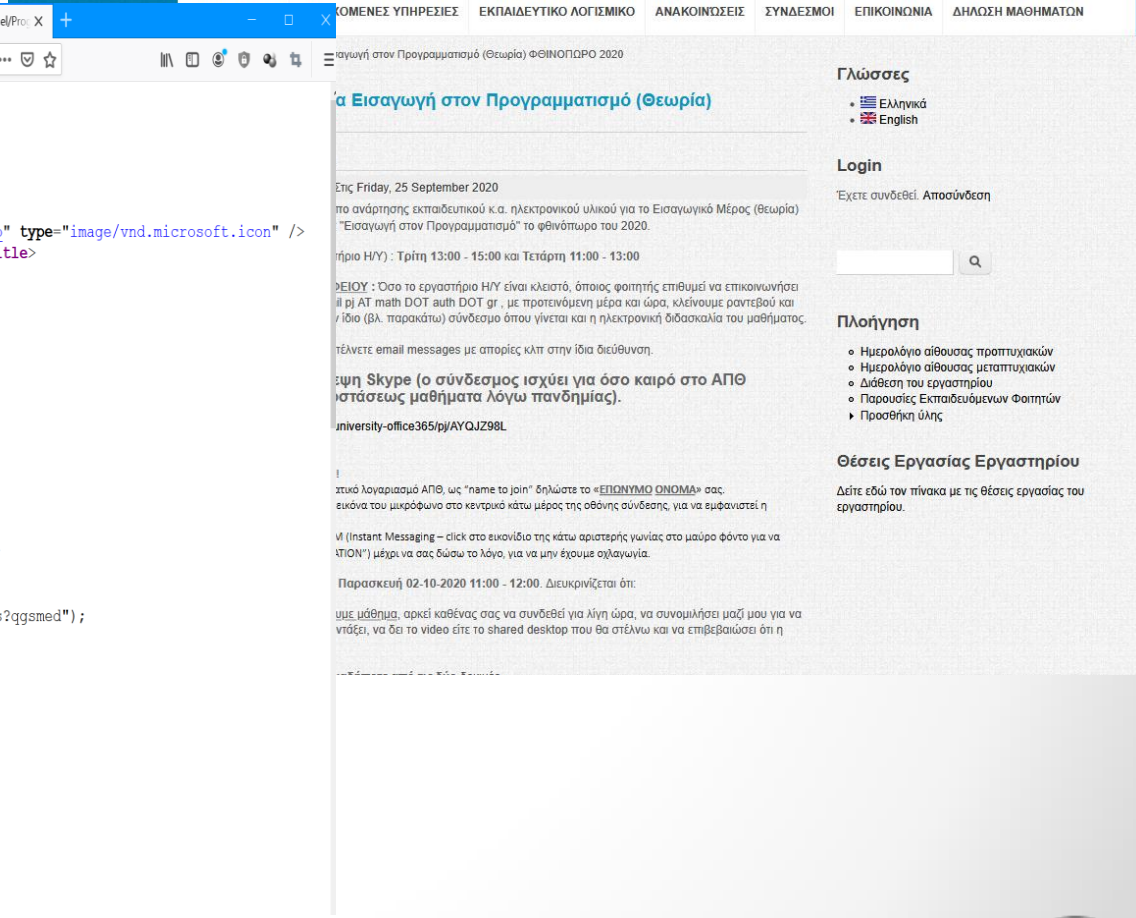 el/Prog
" type="image/vnd.microsoft.icon" />
itle>
s?qgsmed");
ΚΟΜΕΝΕΣ ΥΠΗΡΕΣΙΕΣ ΕΚΠΑΙΔΕΥΤΙΚΟ ΛΟΓΙΣΜΙΚΟ ΑΝΑΚΟΙΝΏΣΕΙΣ ΣΥΝΔΕΣΜΟΙ ΕΠΙΚΟΙΝΩΝΙΑ ΔΗΛΩΣΗ ΜΑΘΗΜΑΤΩΝ
σαγωγή στον Προγραμματισμό (Θεωρία) ΦΘΙΝΟΠΩΡΟ 2020
α Εισαγωγή στον Προγραμματισμό (Θεωρία)
Στις Friday, 25 September 2020
πο ανάρτησης εκπαιδευτικού κ.α. ηλεκτρονικού υλικού για το Εισαγωγικό Μέρος (θεωρία)
"Εισαγωγή στον Προγραμματισμό" το φθινόπωρο του 2020.
τήριο Η/Υ) : Τρίτη 13:00 - 15:00 και Τετάρτη 11:00 - 13:00
ΦΕΙΟΥ : Όσο το εργαστήριο Η/Υ είναι κλειστό, όποιος φοιτητής επιθυμεί να επικοινωνήσει
il pj AT math DOT auth DOT gr , με προτεινόμενη μέρα και ώρα, κλείνουμε ραντεβού και
ν ίδιο (βλ. παρακάτω) σύνδεσμο όπου γίνεται και η ηλεκτρονική διδασκαλία του μαθήματος.
τέλνετε email messages με απορίες κλπ στην ίδια διεύθυνση.
εψη Skype (ο σύνδεσμος ισχύει για όσο καιρό στο ΑΠΘ
οστάσεως μαθήματα λόγω πανδημίας).
university-office365/pj/AYQJZ98L
!
ατικό λογαριασμό ΑΠΘ, ως "name to join" δηλώστε το «ΕΠΩΝΥΜΟ ΟΝΟΜΑ» σας.
εικόνα του μικρόφωνο στο κεντρικό κάτω μέρος της οθόνης σύνδεσης, για να εμφανιστεί η
Μ (Instant Messaging – click στο εικονίδιο της κάτω αριστερής γωνίας στο μαύρο φόντο για να
ATION") μέχρι να σας δώσω το λόγο, για να μην έχουμε οχλαγωγία.
Παρασκευή 02-10-2020 11:00 - 12:00. Διευκρινίζεται ότι:
υμε μάθημα, αρκεί καθένας σας να συνδεθεί για λίγη ώρα, να συνομιλήσει μαζί μου για να
ντάξει, να δει το video είτε το shared desktop που θα στέλνω και να επιβεβαιώσει ότι η
Γλώσσες
Ελληνικά
English
Login
Έχετε συνδεθεί. Αποσύνδεση
Πλοήγηση
Ημερολόγιο αίθουσας προπτυχιακών
Ημερολόγιο αίθουσας μεταπτυχιακών
Διάθεση του εργαστηρίου
Παρουσίες Εκπαιδευόμενων Φοιτητών
Προσθήκη ύλης
Θέσεις Εργασίας Εργαστηρίου
Δείτε εδώ τον πίνακα με τις θέσεις εργασίας του
εργαστηρίου.